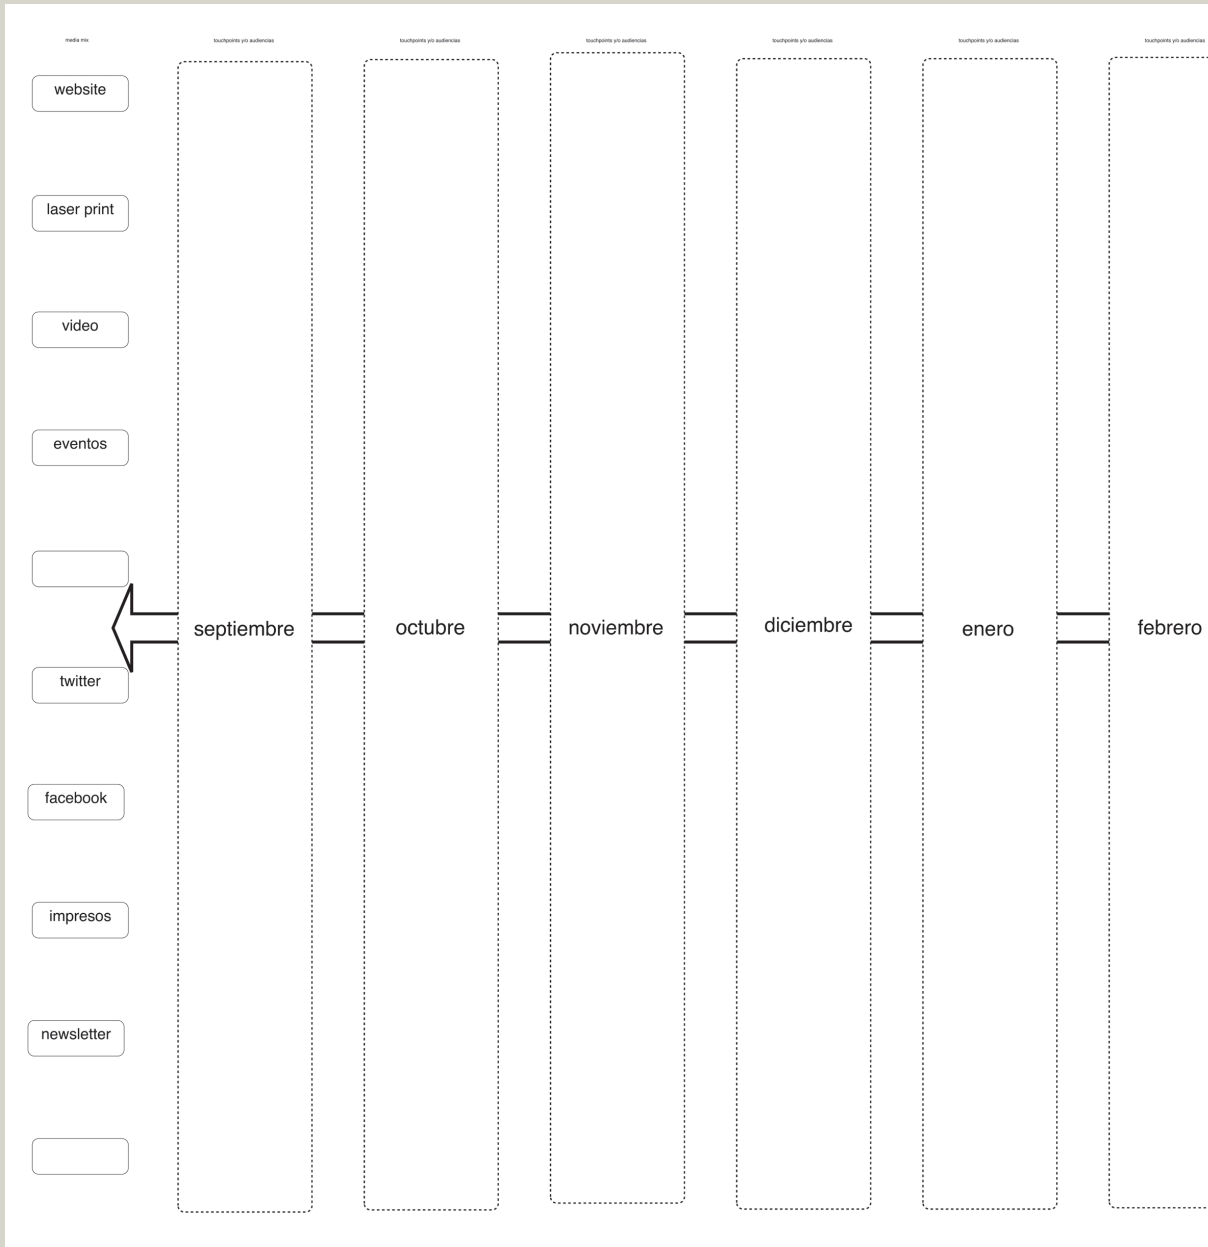 media mix
touchpoints y/o audiencias
touchpoints y/o audiencias
touchpoints y/o audiencias
touchpoints y/o audiencias
touchpoints y/o audiencias
touchpoints y/o audiencias
website
laser print
video
eventos
septiembre
octubre
noviembre
diciembre
enero
febrero
twitter
facebook
impresos
newsletter